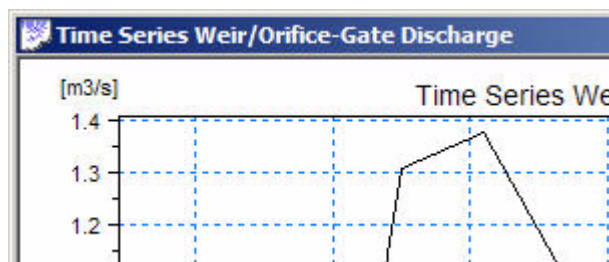 Time Series Weir/Orifice-Gate Discharge
[m3/s]
Time Series We
1.4
1.3
1.2